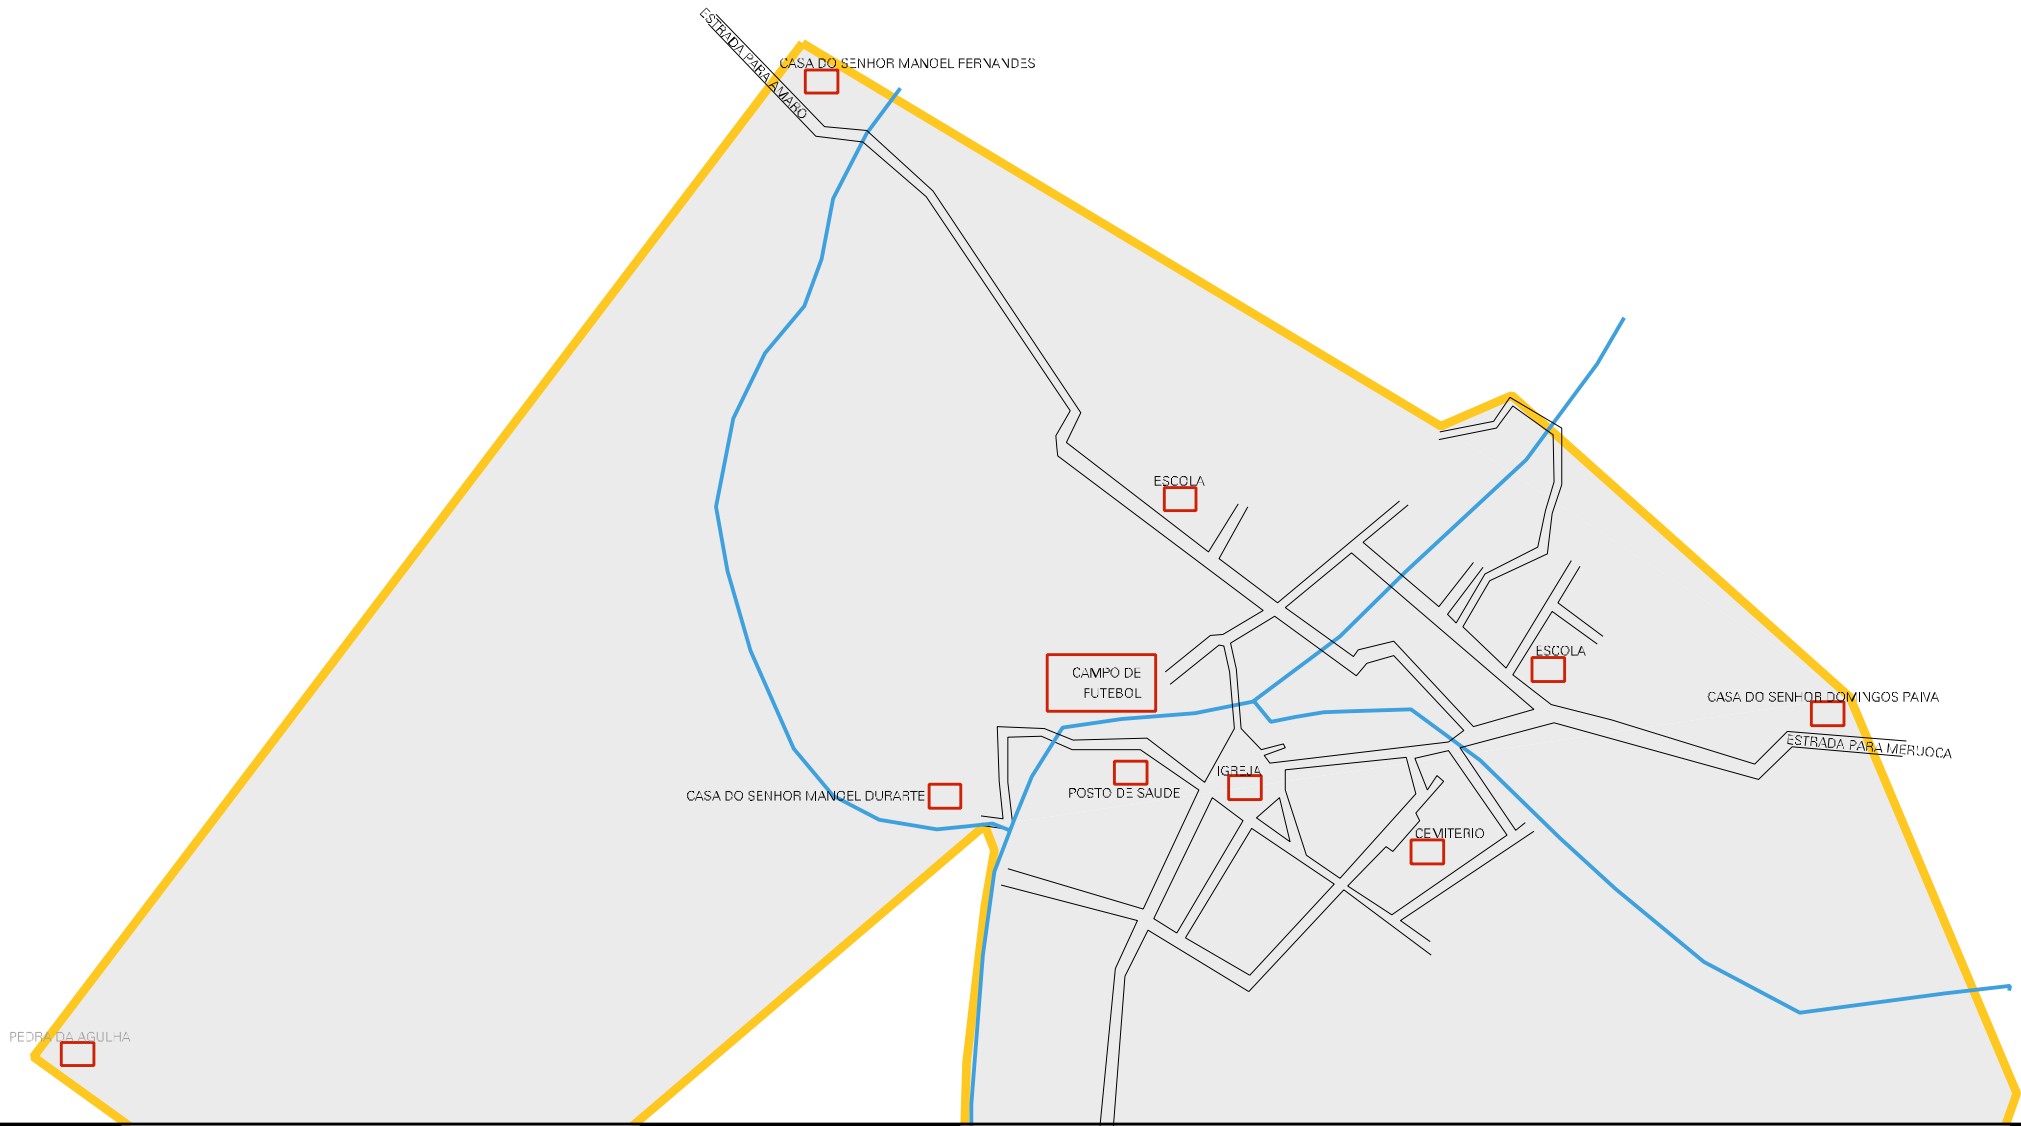 ESTRADA PARA AMARO
CASA DO SENHOR MANOEL FERNANDES
ESCOLA
ESCOLA
CAMPO DE
FUTEBOL
CASA DO SENHOR DOMINGOS PAIVA
ESTRADA PARA MERUOCA
IGREJA
POSTO DE SAUDE
CASA DO SENHOR MANOEL DURARTE
CEMITERIO
PEDRA DA AGULHA